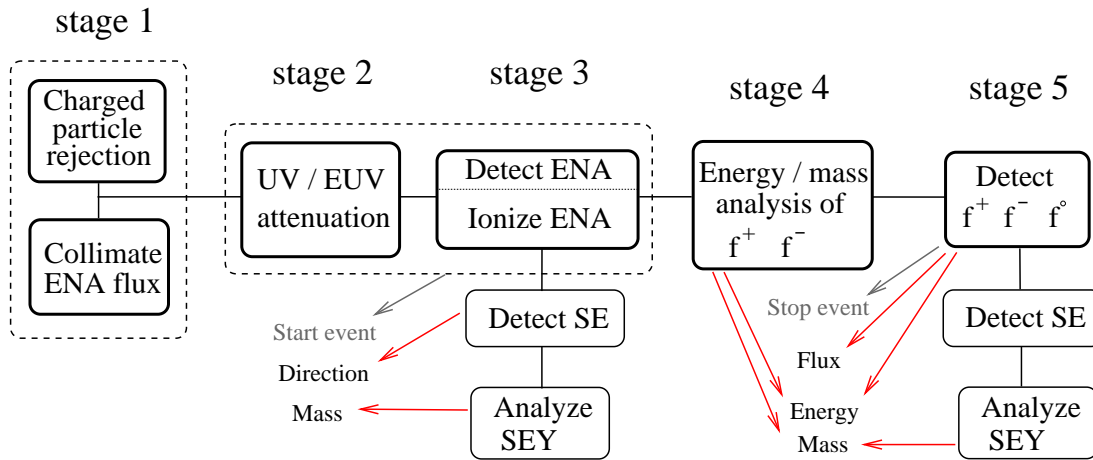 stage 1
Charged
particle
rejection
Collimate
ENA flux
stage 2
UV / EUV
attenuation
stage 3
Detect ENA
Ionize ENA
Start event
Direction
Mass
Detect SE
Analyze
SEY
stage 4
Energy / mass
analysis of
f⁺ f⁻
stage 5
Detect
f⁺ f⁻ f°
Stop event
Flux
Energy
Mass
Detect SE
Analyze
SEY